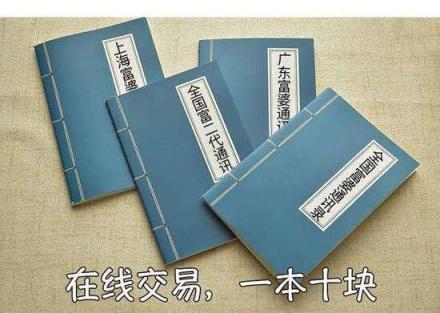 上海富婆
广东富婆通讯
全国富二代通讯
全国富婆通讯录
在线交易，一本十块